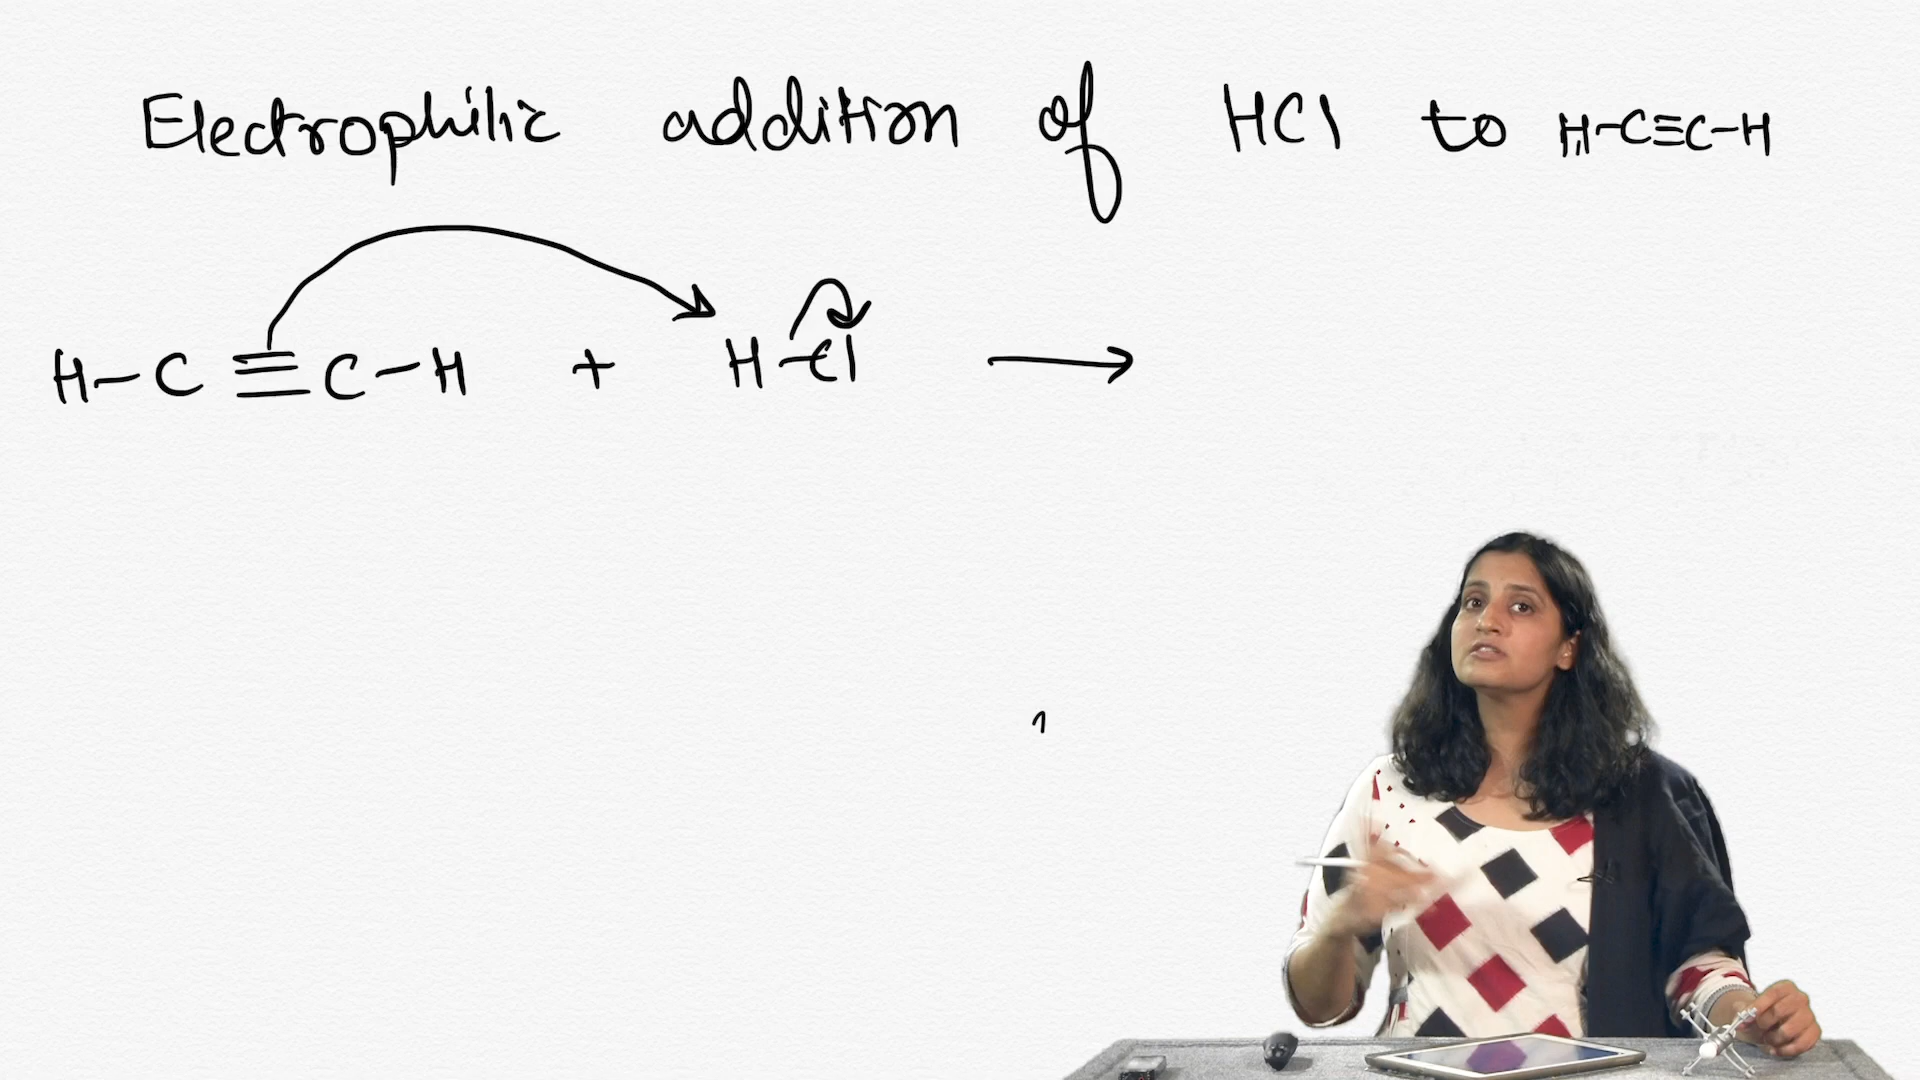 Electrophilic addition of HCl to H-C≡C-H
H-C≡C-H + H-Cl →